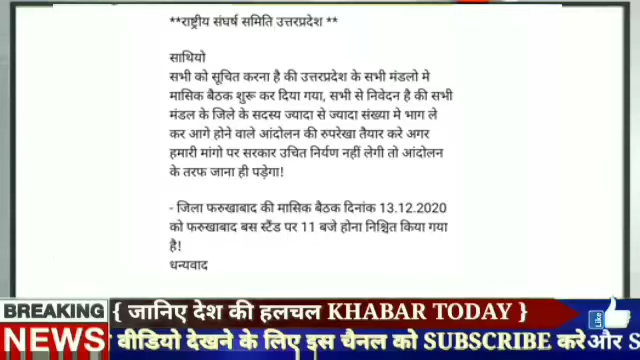 **राष्ट्रीय संघर्ष समिति उत्तरप्रदेश **
साथियो
सभी को सूचित करना है की उत्तरप्रदेश के सभी मंडलो मे
मासिक बैठक शुरू कर दिया गया, सभी से निवेदन है की सभी
मंडल के जिले के सदस्य ज्यादा से ज्यादा संख्या मे भाग ले
कर आगे होने वाले आंदोलन की रुपरेखा तैयार करे अगर
हमारी मांगो पर सरकार उचित निर्यण नहीं लेगी तो आंदोलन
के तरफ जाना ही पड़ेगा!
- जिला फरुखाबाद की मासिक बैठक दिनांक 13.12.2020
को फरुखाबाद बस स्टैंड पर 11 बजे होना निश्चित किया गया
है!
धन्यवाद
BREAKING { जानिए देश की हलचल KHABAR TODAY }
Like
NEWS वीडियो देखने के लिए इस चैनल को SUBSCRIBE करे और S